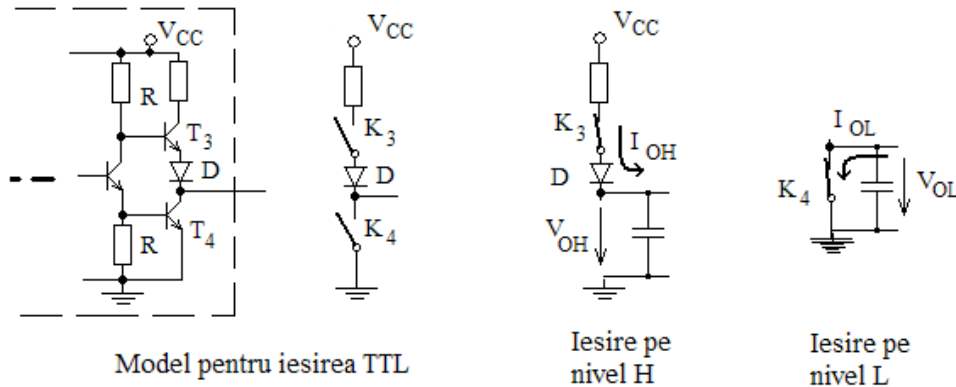 VCC
R
T3
D
R
T4
VCC
K3
D
K4
VCC
K3
IOH
D
VOH
IOL
K4
VOL
Model pentru iesirea TTL
Iesire pe
nivel H
Iesire pe
nivel L